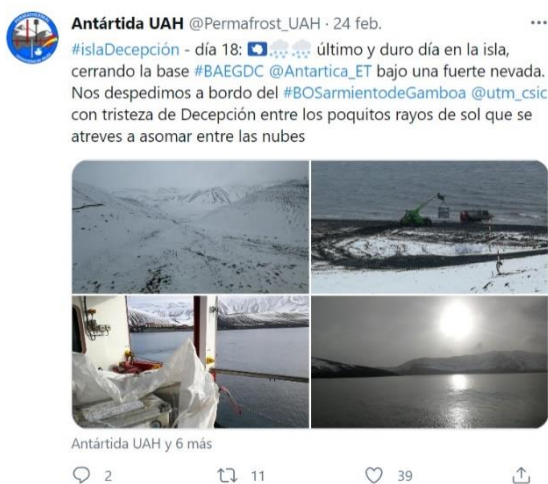 Antártida UAH @Permafrost_UAH · 24 feb.
#islaDecepción - día 18: 🇦🇶🌨️🌨️ último y duro día en la isla,
cerrando la base #BAEGDC @Antartica_ET bajo una fuerte nevada.
Nos despedimos a bordo del #BOSarmientodeGamboa @utm_csic
con tristeza de Decepción entre los poquitos rayos de sol que se
atreves a asomar entre las nubes
Antártida UAH y 6 más
2 11 39